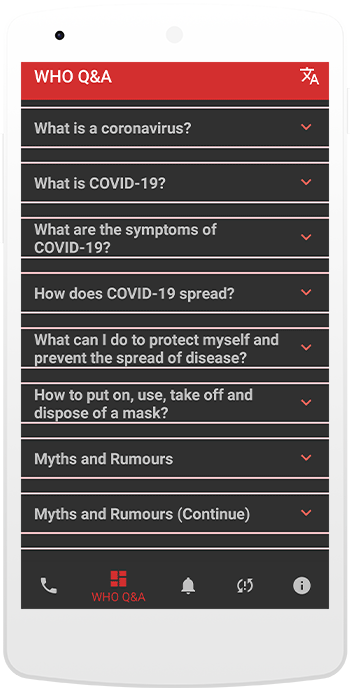 WHO Q&A
What is a coronavirus?
What is COVID-19?
What are the symptoms of
COVID-19?
How does COVID-19 spread?
What can I do to protect myself and
prevent the spread of disease?
How to put on, use, take off and
dispose of a mask?
Myths and Rumours
Myths and Rumours (Continue)
WHO Q&A